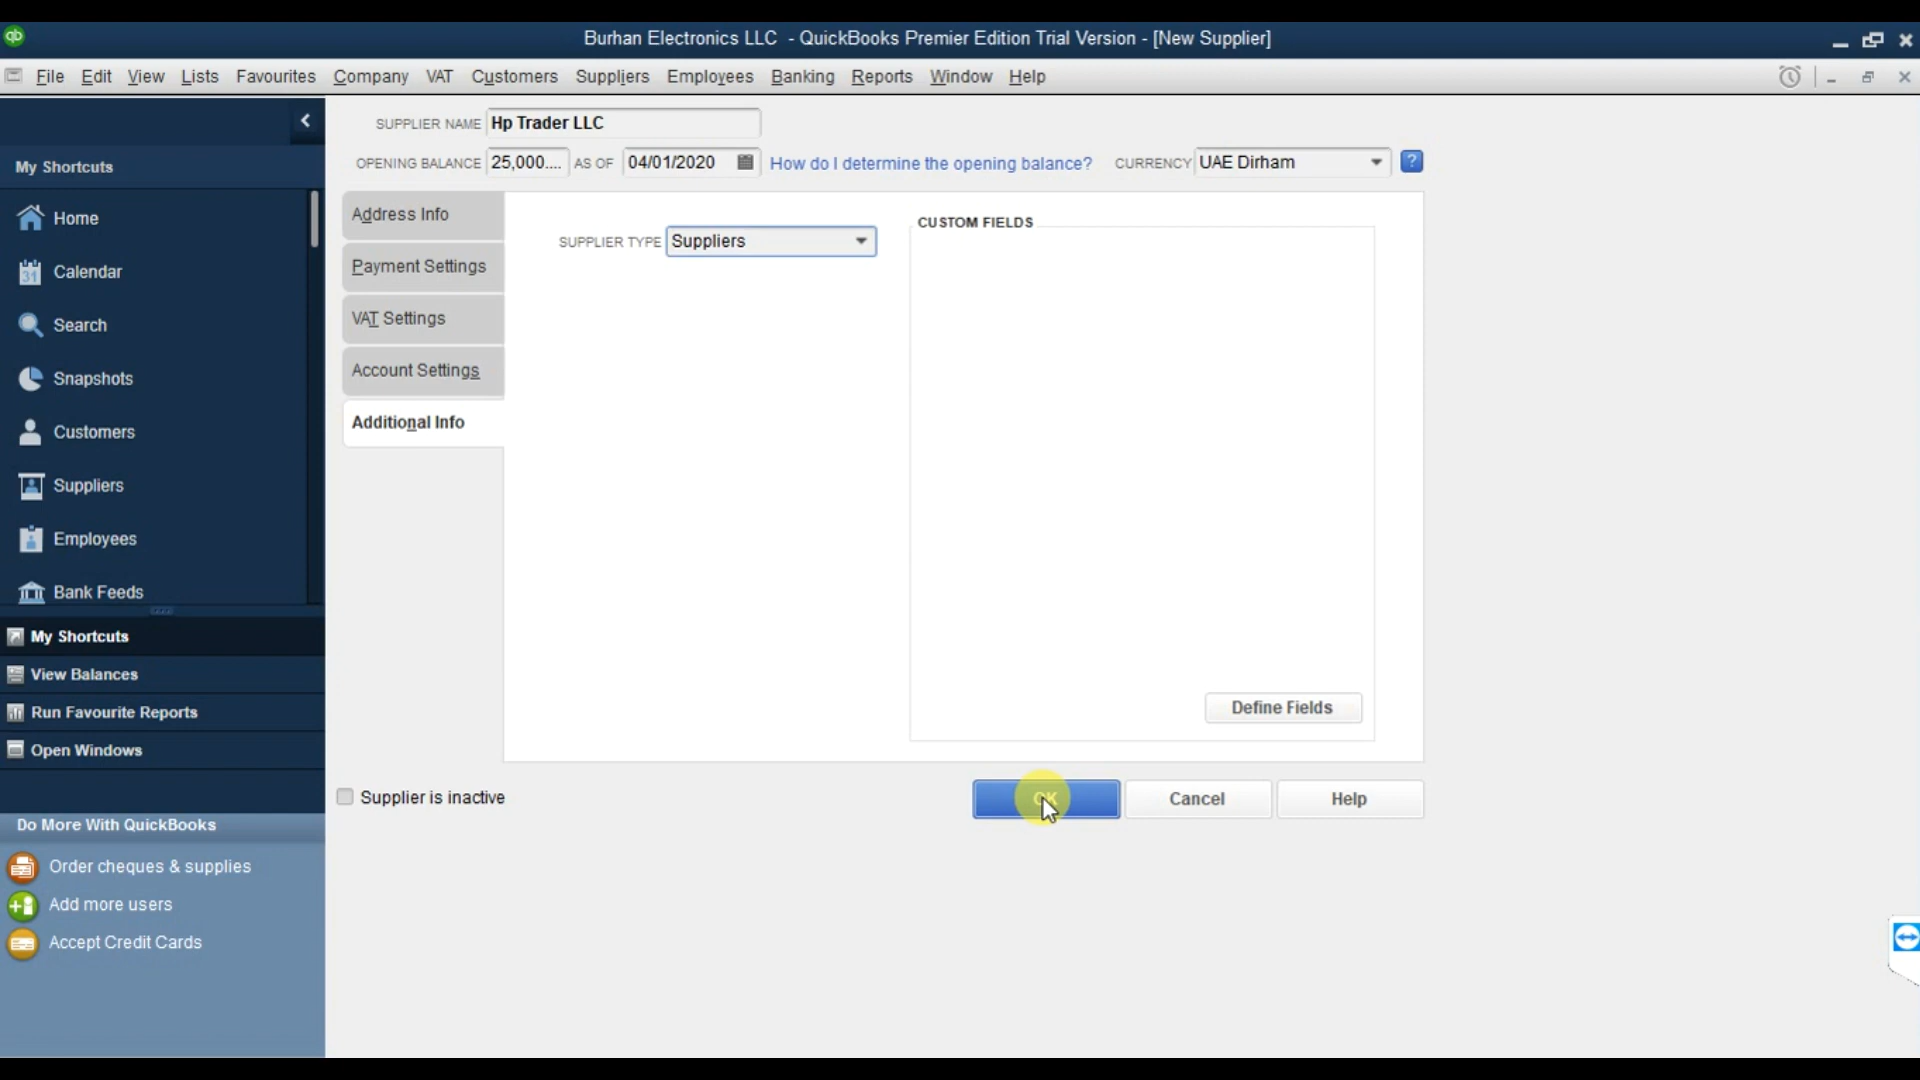 qb
Burhan Electronics LLC - QuickBooks Premier Edition Trial Version - [New Supplier]
File Edit View Lists Favourites Company VAT Customers Suppliers Employees Banking Reports Window Help
SUPPLIER NAME Hp Trader LLC
OPENING BALANCE 25,000.... AS OF 04/01/2020 How do I determine the opening balance? CURRENCY UAE Dirham ?
My Shortcuts
Home
Calendar
Search
Snapshots
Customers
Suppliers
Employees
Bank Feeds
My Shortcuts
View Balances
Run Favourite Reports
Open Windows
Do More With QuickBooks
Order cheques & supplies
Add more users
Accept Credit Cards
Address Info
Payment Settings
VAT Settings
Account Settings
Additional Info
SUPPLIER TYPE Suppliers
CUSTOM FIELDS
Define Fields
Supplier is inactive
OK Cancel Help